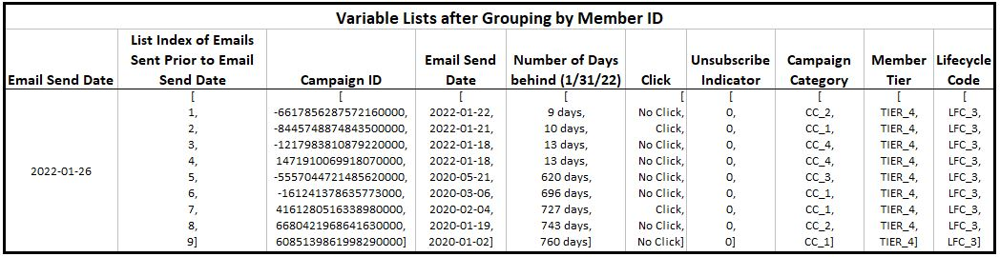 Variable Lists after Grouping by Member ID
Email Send Date List Index of Emails Sent Prior to Email Send Date Campaign ID Email Send Date Number of Days behind (1/31/22) Click Unsubscribe Indicator Campaign Category Member Tier Lifecycle Code
[ [ [ [ [ [ [ [ [
1, -6617856287572160000, 2022-01-22, 9 days, No Click, 0, CC_2, TIER_4, LFC_3,
2, -8445748874843500000, 2022-01-21, 10 days, Click, 0, CC_1, TIER_4, LFC_3,
3, -1217983810879220000, 2022-01-18, 13 days, No Click, 0, CC_4, TIER_4, LFC_3,
4, 1471910069918070000, 2022-01-18, 13 days, No Click, 0, CC_4, TIER_4, LFC_3,
2022-01-26 5, -5557044721485620000, 2020-05-21, 620 days, No Click, 0, CC_3, TIER_4, LFC_3,
6, -161241378635773000, 2020-03-06, 696 days, No Click, 0, CC_1, TIER_4, LFC_3,
7, 4161280516338980000, 2020-02-04, 727 days, Click, 0, CC_1, TIER_4, LFC_3,
8, 6680421968641630000, 2020-01-19, 743 days, No Click, 0, CC_2, TIER_4, LFC_3,
9] 6085139861998290000] 2020-01-02] 760 days] No Click] 0] CC_1] TIER_4] LFC_3]